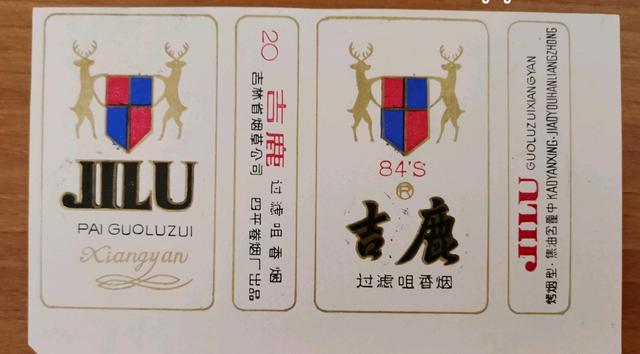 JILU
PAI GUOLUZUI
Xiangyan
20
吉鹿 过滤咀香烟
吉林省烟草公司 四平卷烟厂出品
84'S
R
吉鹿
过滤咀香烟
JILU GUOLUZUIXIANGYAN
烤烟型·焦油含量中 KAOYANXING·JIAOYOUHANLIANGZHONG